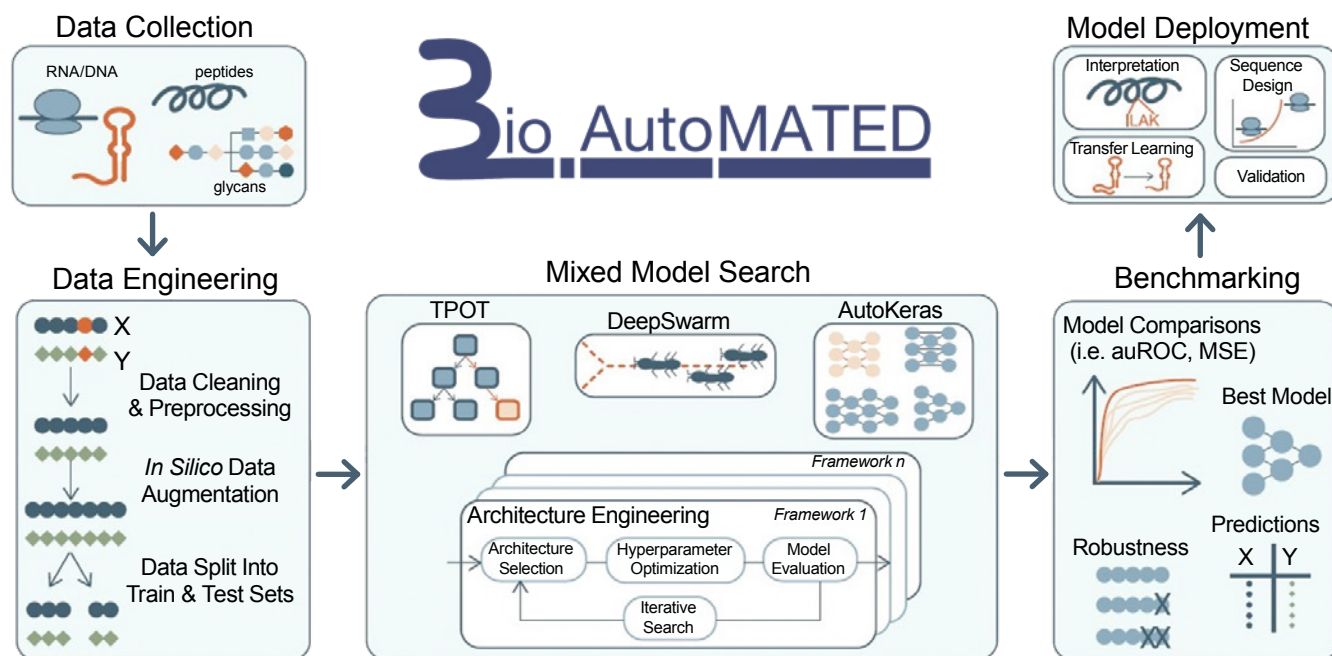 Data Collection
RNA/DNA
peptides
glycans
Bio.AutoMATED
Model Deployment
Interpretation
ILAK
Sequence
Design
Transfer Learning
Validation
Data Engineering
X
Y
Data Cleaning
& Preprocessing
In Silico Data
Augmentation
Data Split Into
Train & Test Sets
Mixed Model Search
TPOT
DeepSwarm
AutoKeras
Framework n
Architecture Engineering
Framework 1
Architecture
Selection
Hyperparameter
Optimization
Model
Evaluation
Iterative
Search
Benchmarking
Model Comparisons
(i.e. auROC, MSE)
Best Model
Robustness
X
XX
Predictions
X Y